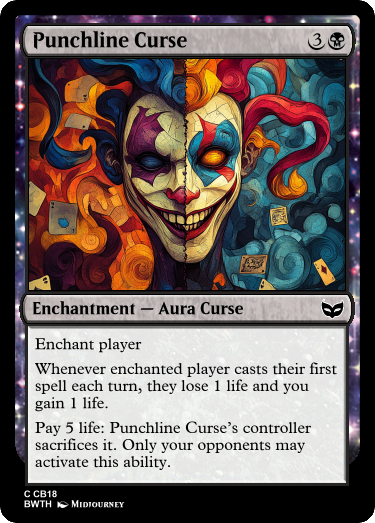 Punchline Curse 3
Enchantment — Aura Curse
Enchant player
Whenever enchanted player casts their first
spell each turn, they lose 1 life and you
gain 1 life.
Pay 5 life: Punchline Curse's controller
sacrifices it. Only your opponents may
activate this ability.
C CB18
BWTH Midjourney